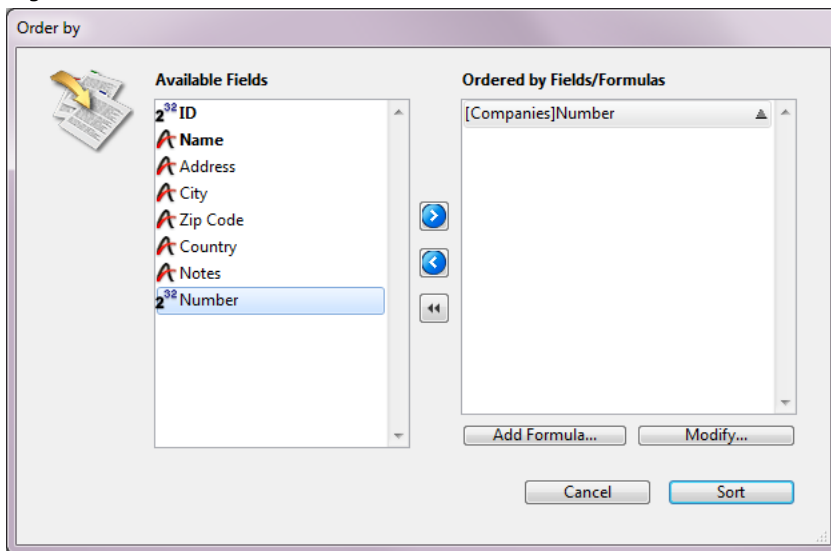 Order by
Available Fields
2³² ID
Name
Address
City
Zip Code
Country
Notes
2³² Number
Ordered by Fields/Formulas
[Companies]Number
Add Formula...
Modify...
Cancel
Sort